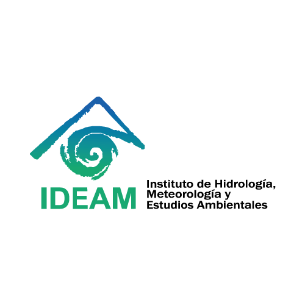 IDEAM
Instituto de Hidrología,
Meteorología y
Estudios Ambientales